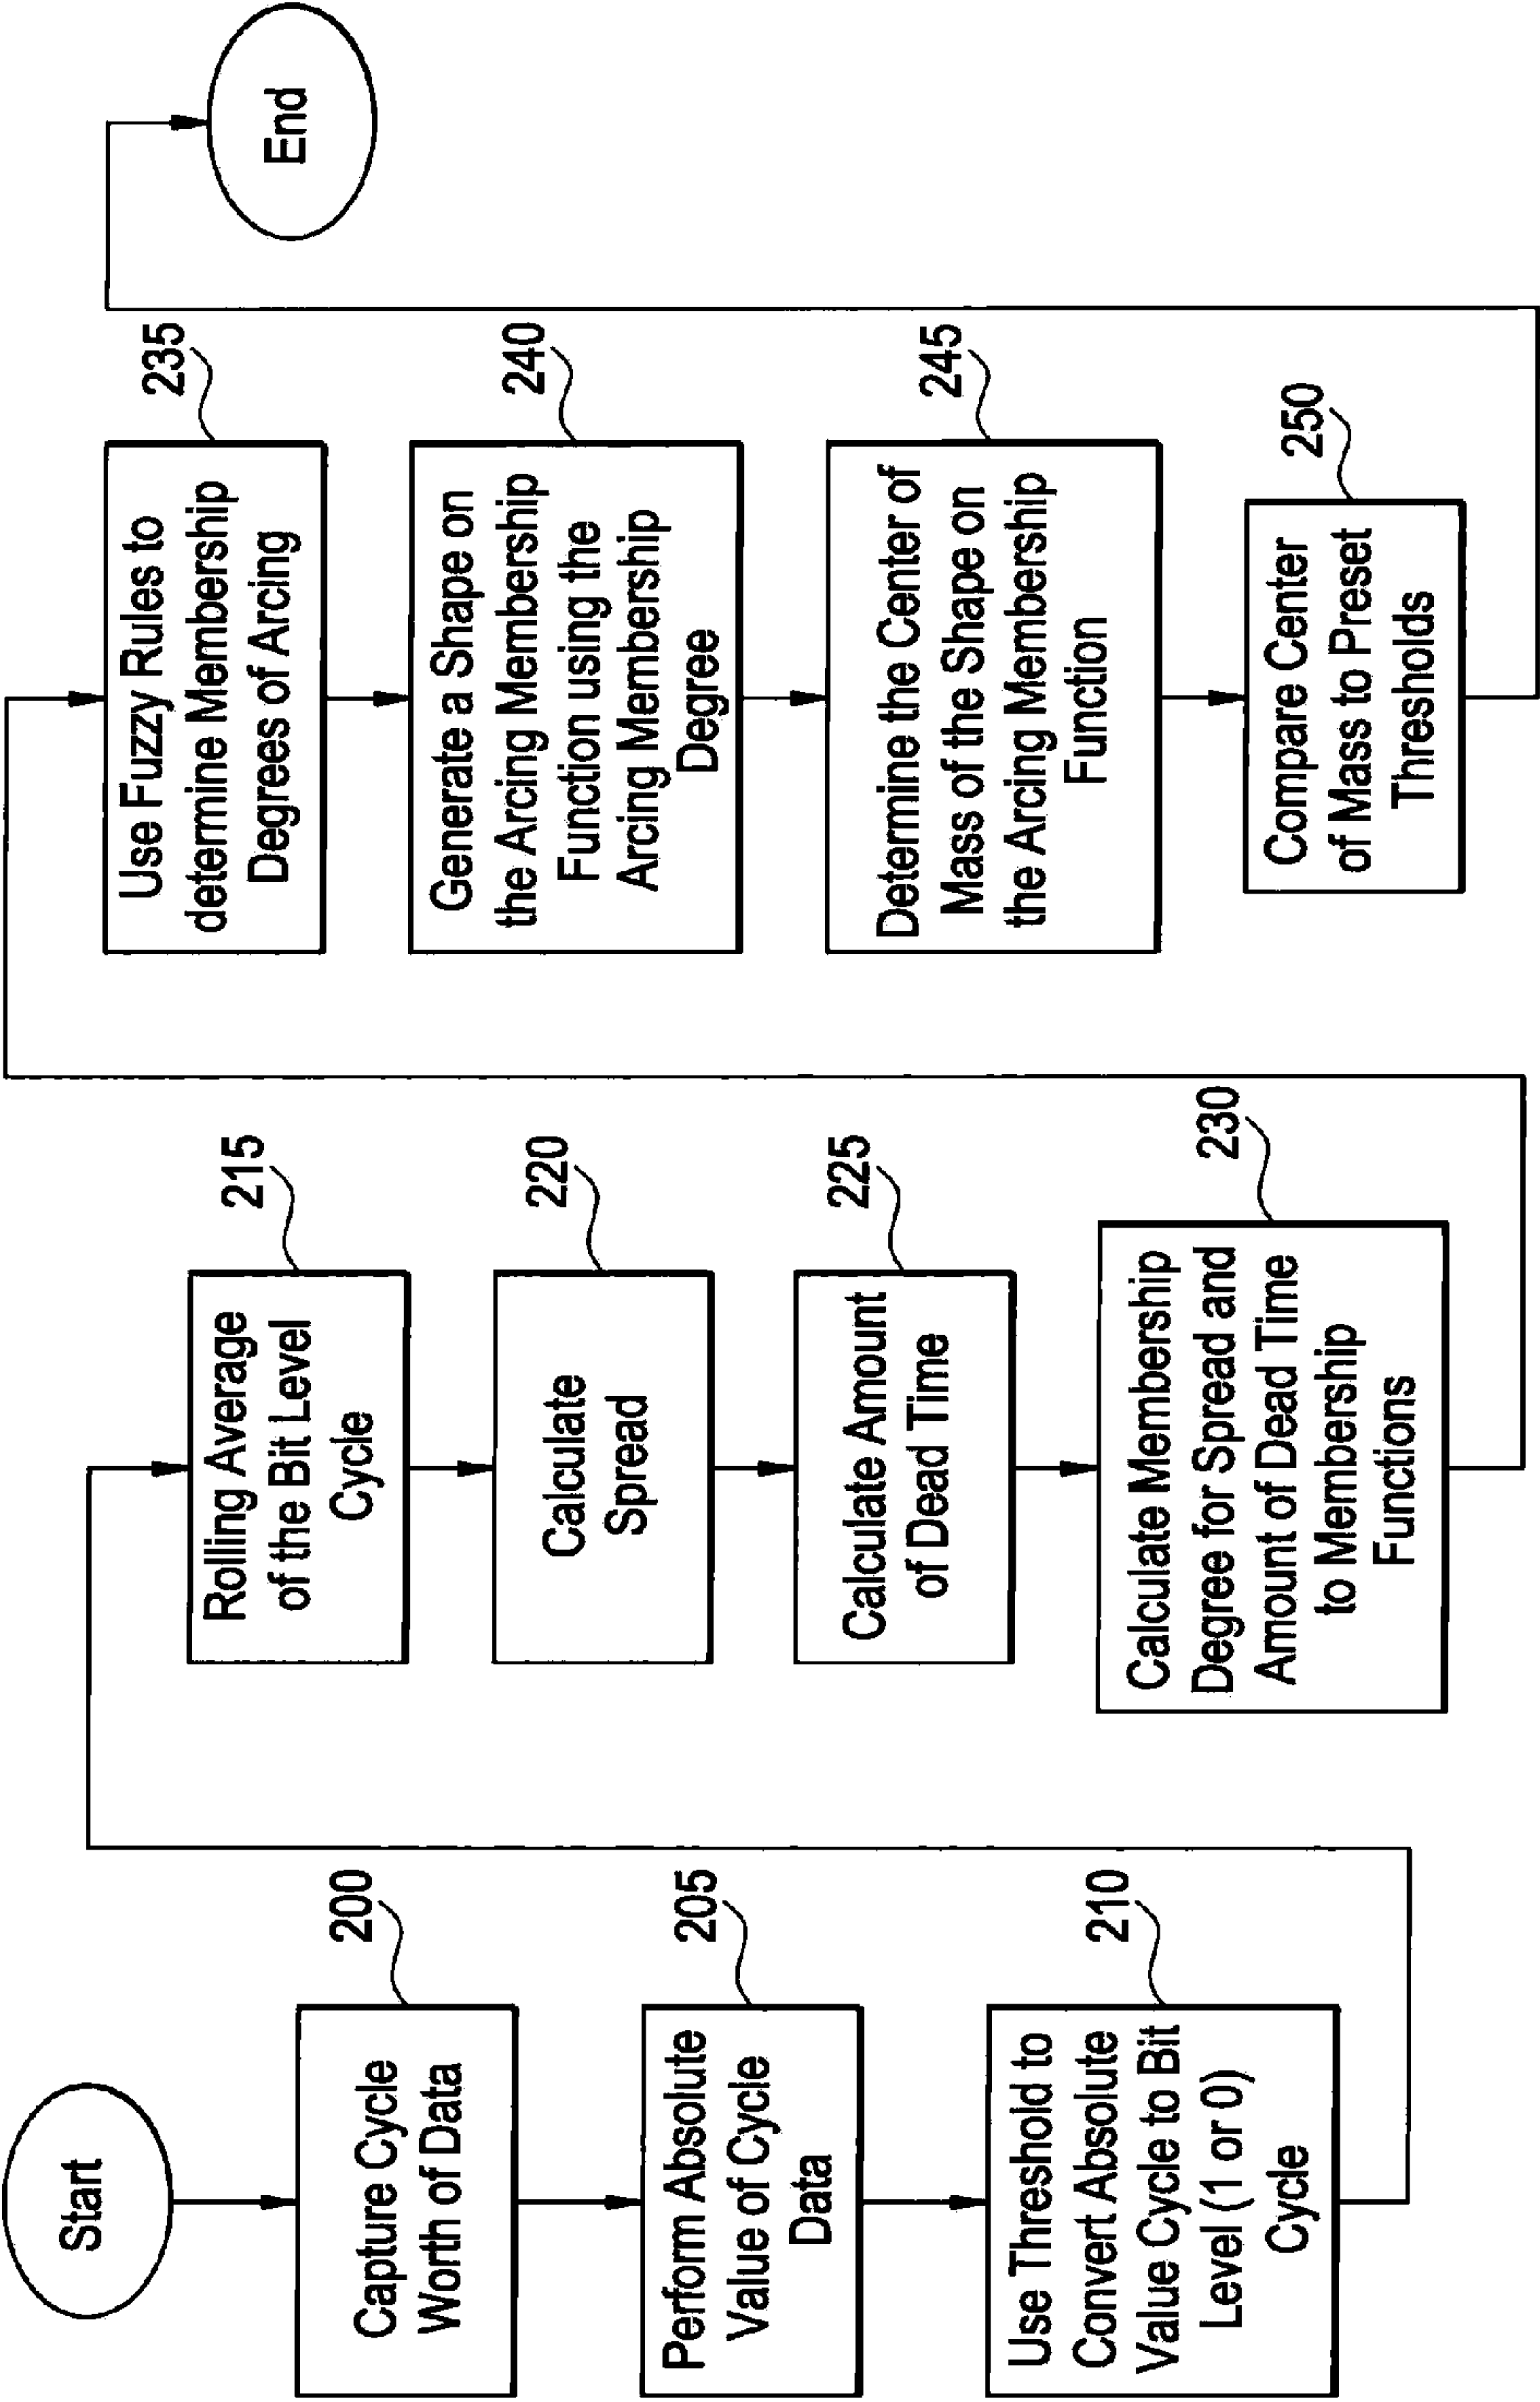 Start
200
Capture Cycle
Worth of Data
205
Perform Absolute
Value of Cycle
Data
210
Use Threshold to
Convert Absolute
Value Cycle to Bit
Level (1 or 0)
Cycle
215
Rolling Average
of the Bit Level
Cycle
220
Calculate
Spread
225
Calculate Amount
of Dead Time
230
Calculate Membership
Degree for Spread and
Amount of Dead Time
to Membership
Functions
235
Use Fuzzy Rules to
determine Membership
Degrees of Arcing
240
Generate a Shape on
the Arcing Membership
Function using the
Arcing Membership
Degree
245
Determine the Center of
Mass of the Shape on
the Arcing Membership
Function
250
Compare Center
of Mass to Preset
Thresholds
End